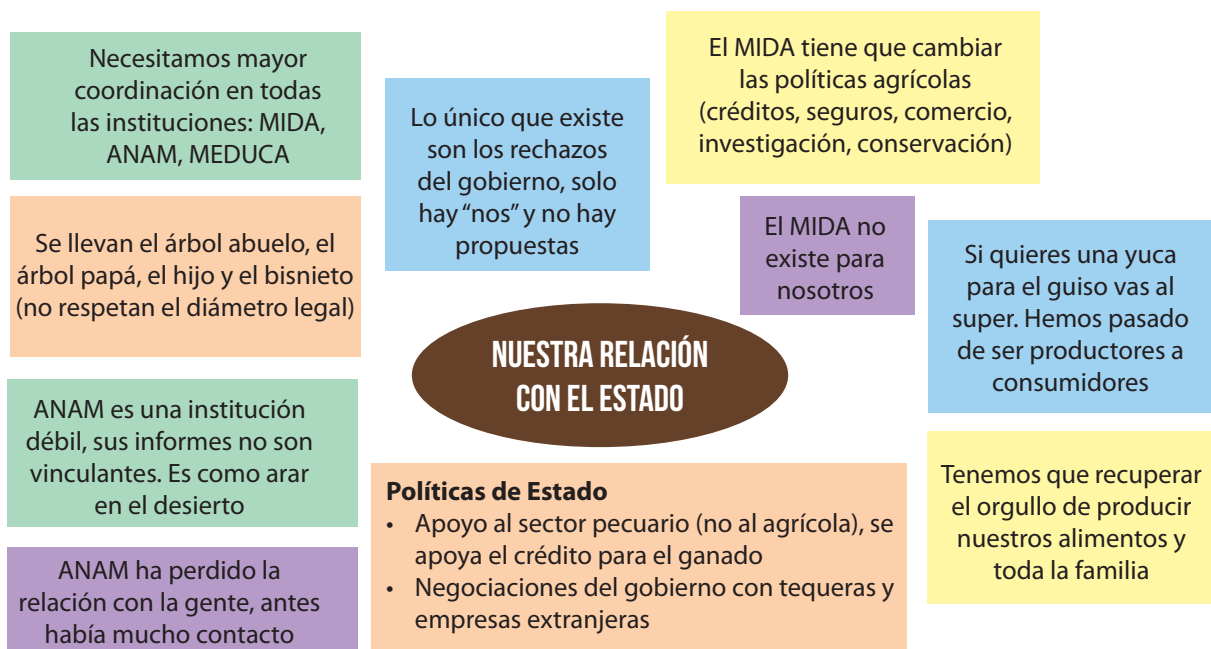 Necesitamos mayor
coordinación en todas
las instituciones: MIDA,
ANAM, MEDUCA
Lo único que existe
son los rechazos
del gobierno, solo
hay “nos” y no hay
propuestas
El MIDA tiene que cambiar
las políticas agrícolas
(créditos, seguros, comercio,
investigación, conservación)
Se llevan el árbol abuelo, el
árbol papá, el hijo y el bisnieto
(no respetan el diámetro legal)
El MIDA no
existe para
nosotros
Si quieres una yuca
para el guiso vas al
super. Hemos pasado
de ser productores a
consumidores
NUESTRA RELACIÓN
CON EL ESTADO
ANAM es una institución
débil, sus informes no son
vinculantes. Es como arar
en el desierto
Políticas de Estado
• Apoyo al sector pecuario (no al agrícola), se
apoya el crédito para el ganado
• Negociaciones del gobierno con tequeras y
empresas extranjeras
Tenemos que recuperar
el orgullo de producir
nuestros alimentos y
toda la familia
ANAM ha perdido la
relación con la gente, antes
había mucho contacto